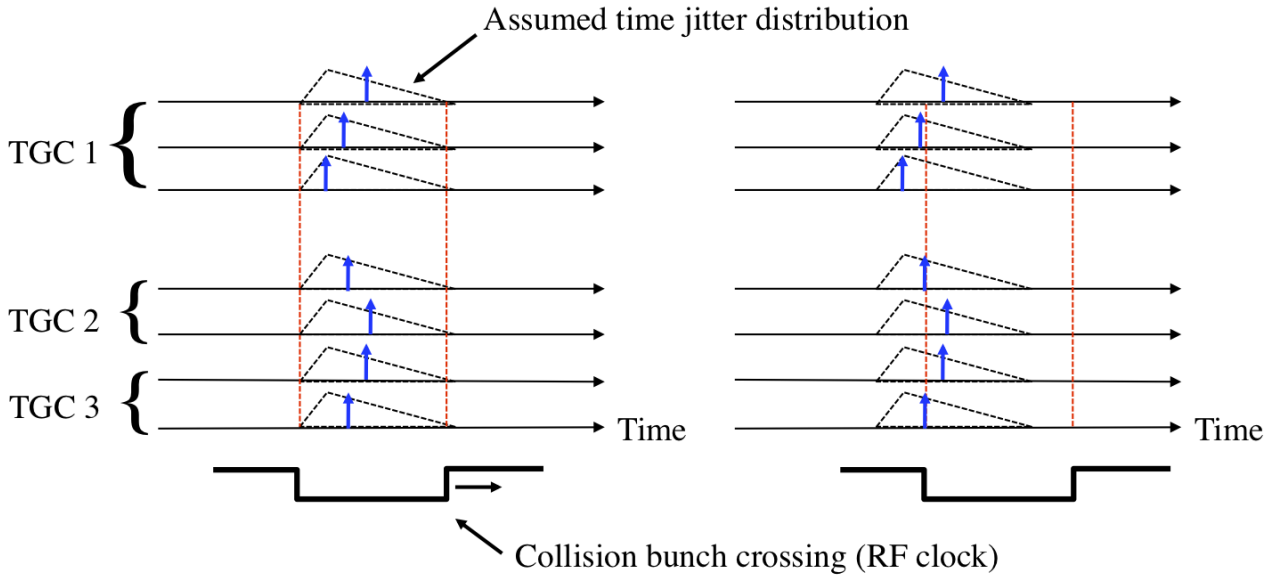 Assumed time jitter distribution
TGC 1
TGC 2
TGC 3
Time
Time
Collision bunch crossing (RF clock)